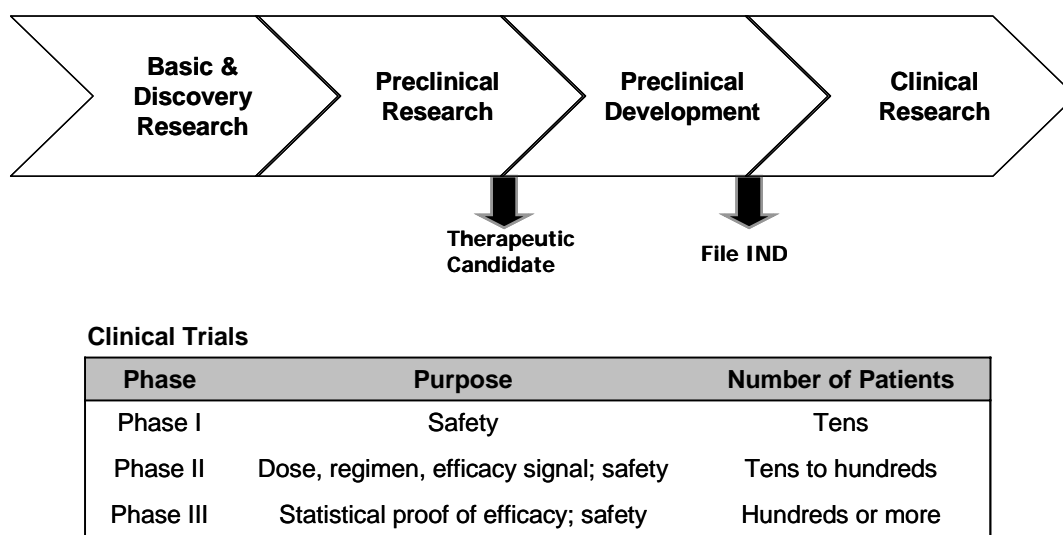 Basic &
Discovery
Research
Preclinical
Research
Preclinical
Development
Clinical
Research
Therapeutic
Candidate
File IND
Clinical Trials
Phase Purpose Number of Patients
Phase I Safety Tens
Phase II Dose, regimen, efficacy signal; safety Tens to hundreds
Phase III Statistical proof of efficacy; safety Hundreds or more